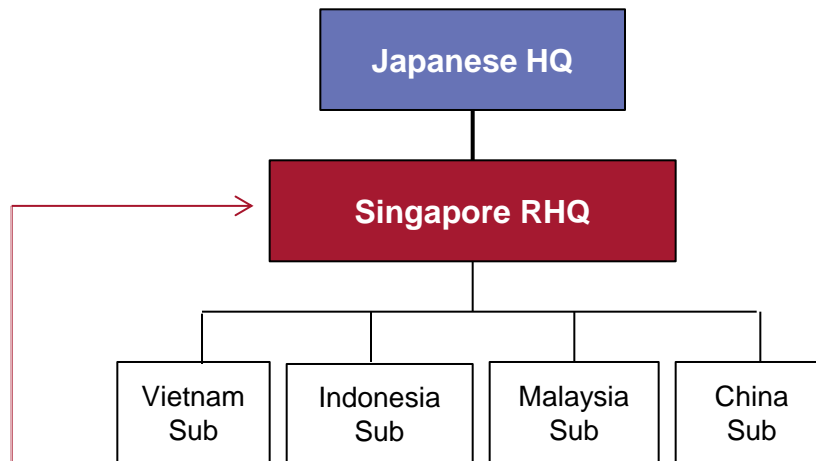 Japanese HQ
Singapore RHQ
Vietnam
Sub
Indonesia
Sub
Malaysia
Sub
China
Sub